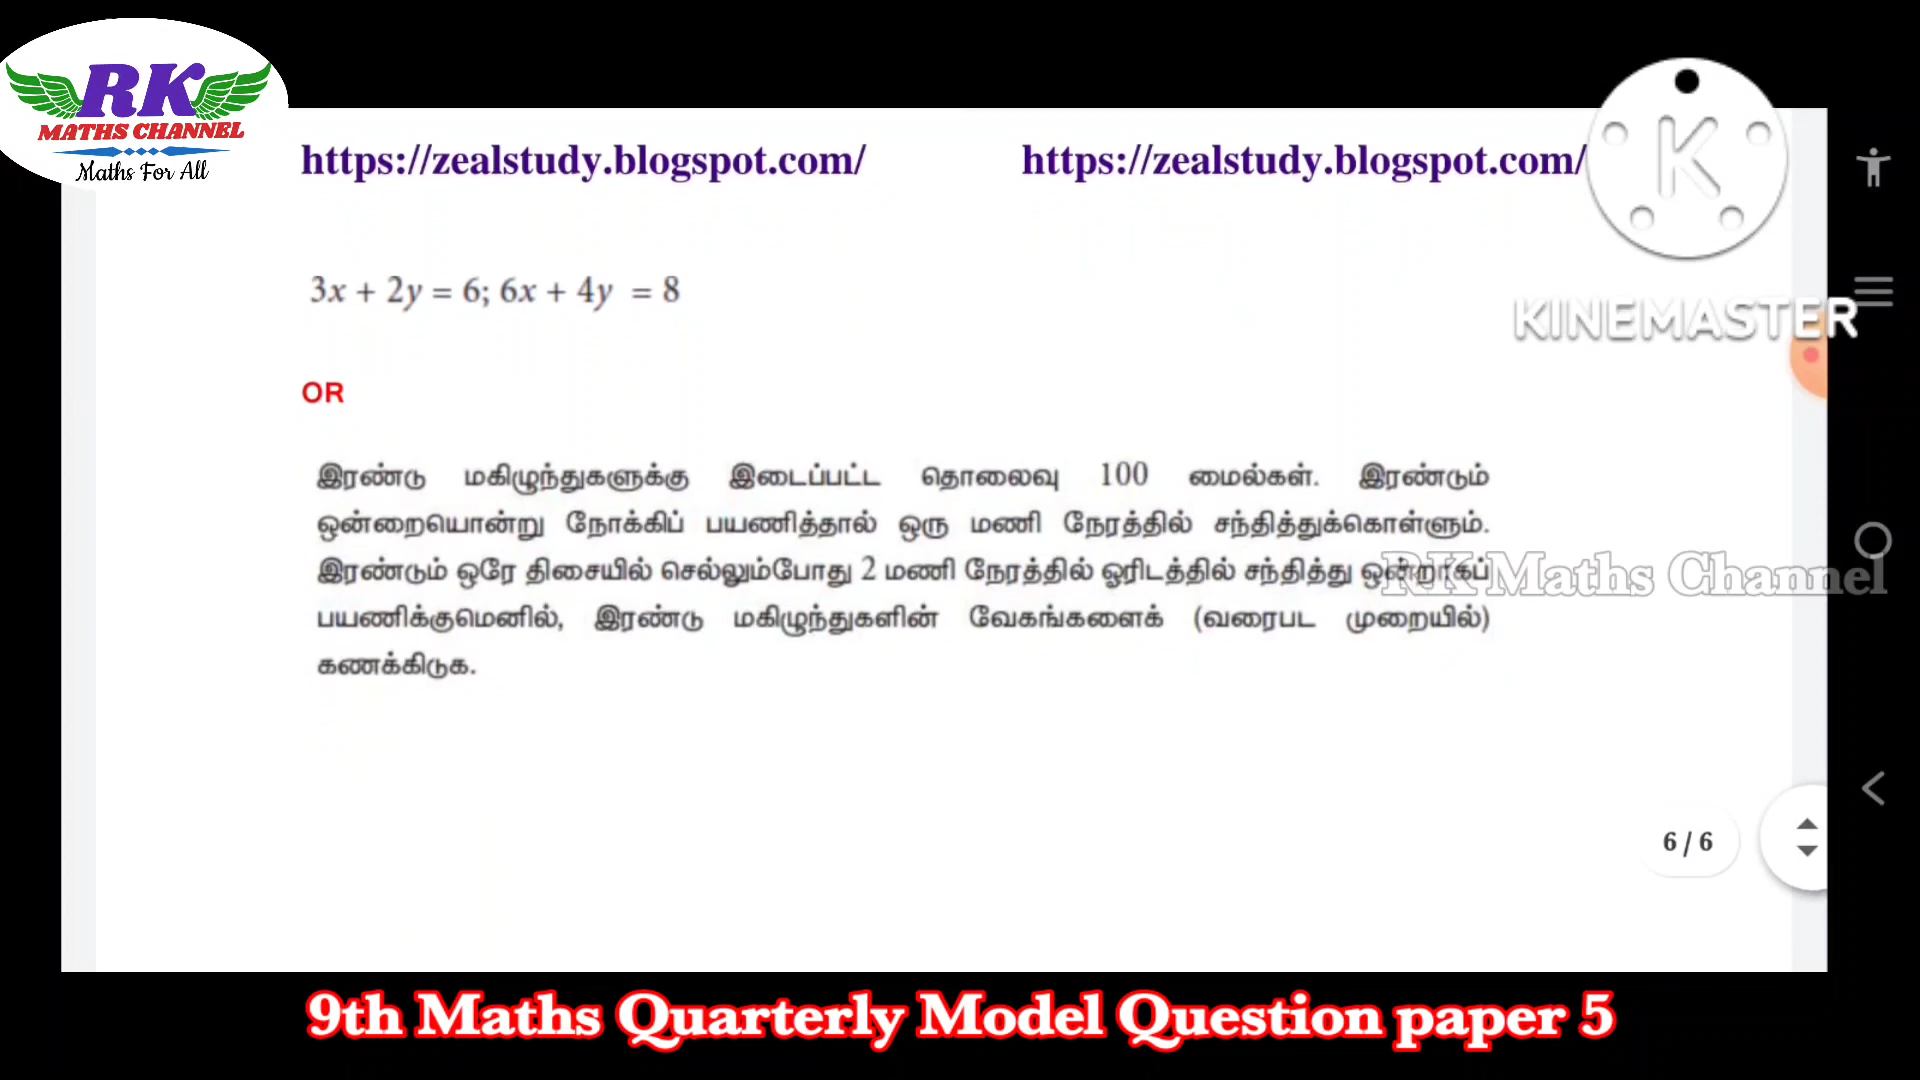 RK
MATHS CHANNEL
Maths For All
https://zealstudy.blogspot.com/ https://zealstudy.blogspot.com/
K
KINEMASTER
3x + 2y = 6; 6x + 4y = 8
OR
இரண்டு மகிழுந்துகளுக்கு இடைப்பட்ட தொலைவு 100 மைல்கள். இரண்டும்
ஒன்றையொன்று நோக்கிப் பயணித்தால் ஒரு மணி நேரத்தில் சந்தித்துக்கொள்ளும்.
இரண்டும் ஒரே திசையில் செல்லும்போது 2 மணி நேரத்தில் ஓரிடத்தில் சந்தித்து ஒன்றாகப்
RK Maths Channel
பயணிக்குமெனில், இரண்டு மகிழுந்துகளின் வேகங்களைக் (வரைபட முறையில்)
கணக்கிடுக.
6 / 6
9th Maths Quarterly Model Question paper 5